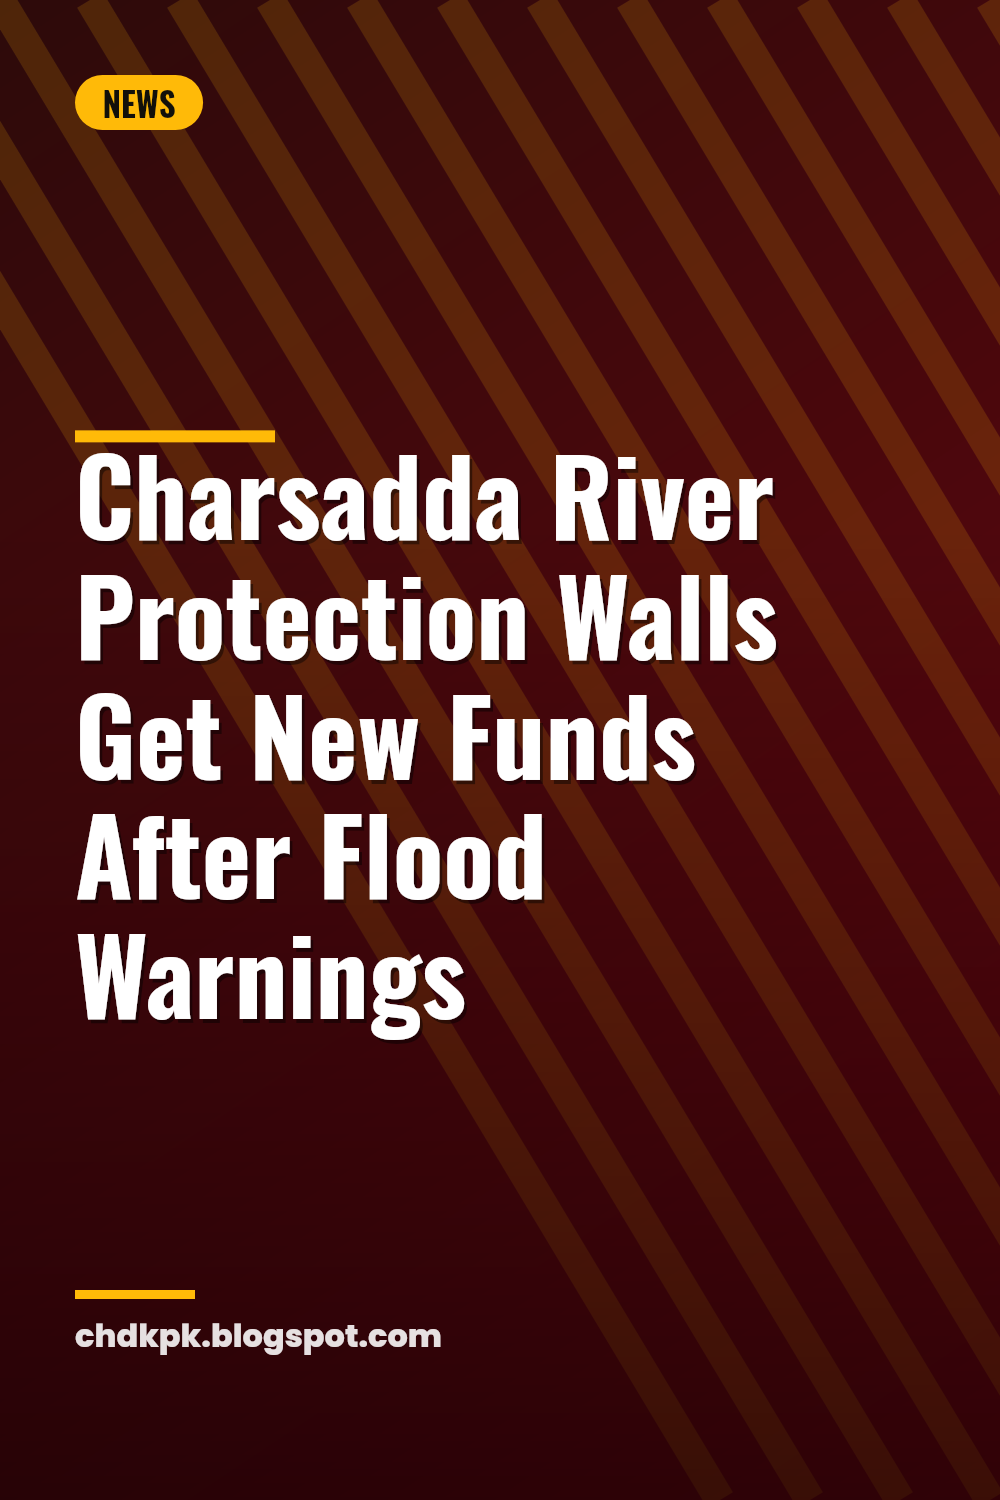 NEWS
Charsadda River
Protection Walls
Get New Funds
After Flood
Warnings
chdkpk.blogspot.com